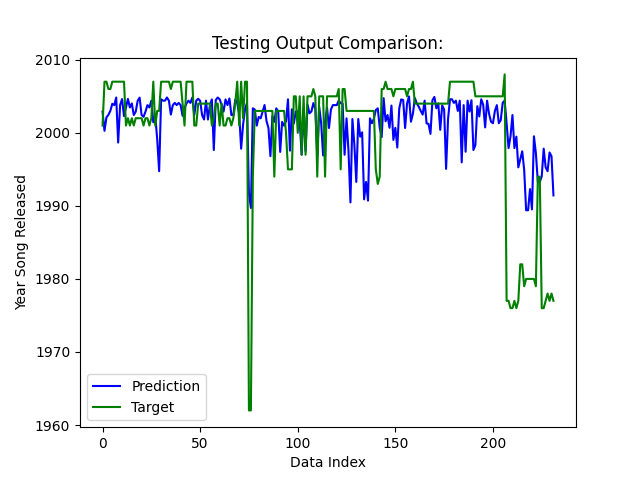 Testing Output Comparison:
2010
2000
1990
1980
1970
1960
Year Song Released
Prediction
Target
0
50
100
150
200
Data Index